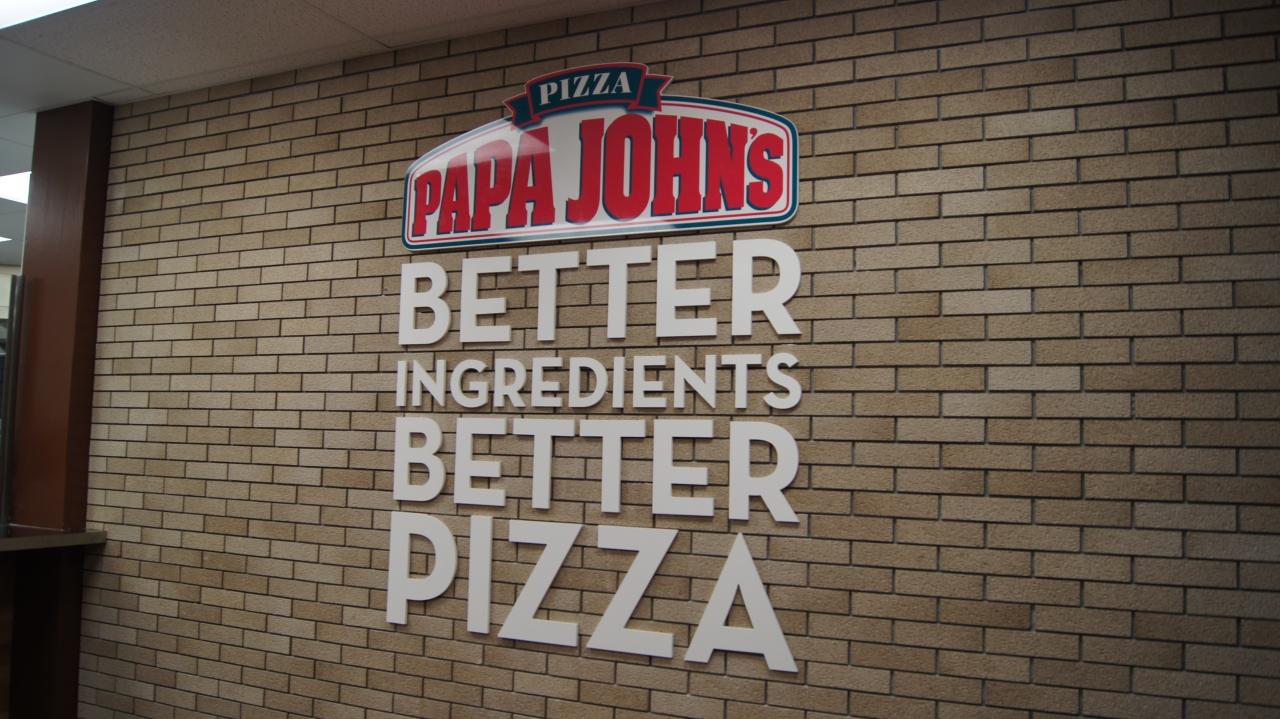 PIZZA
PAPA JOHN'S
BETTER
INGREDIENTS
BETTER
PIZZA